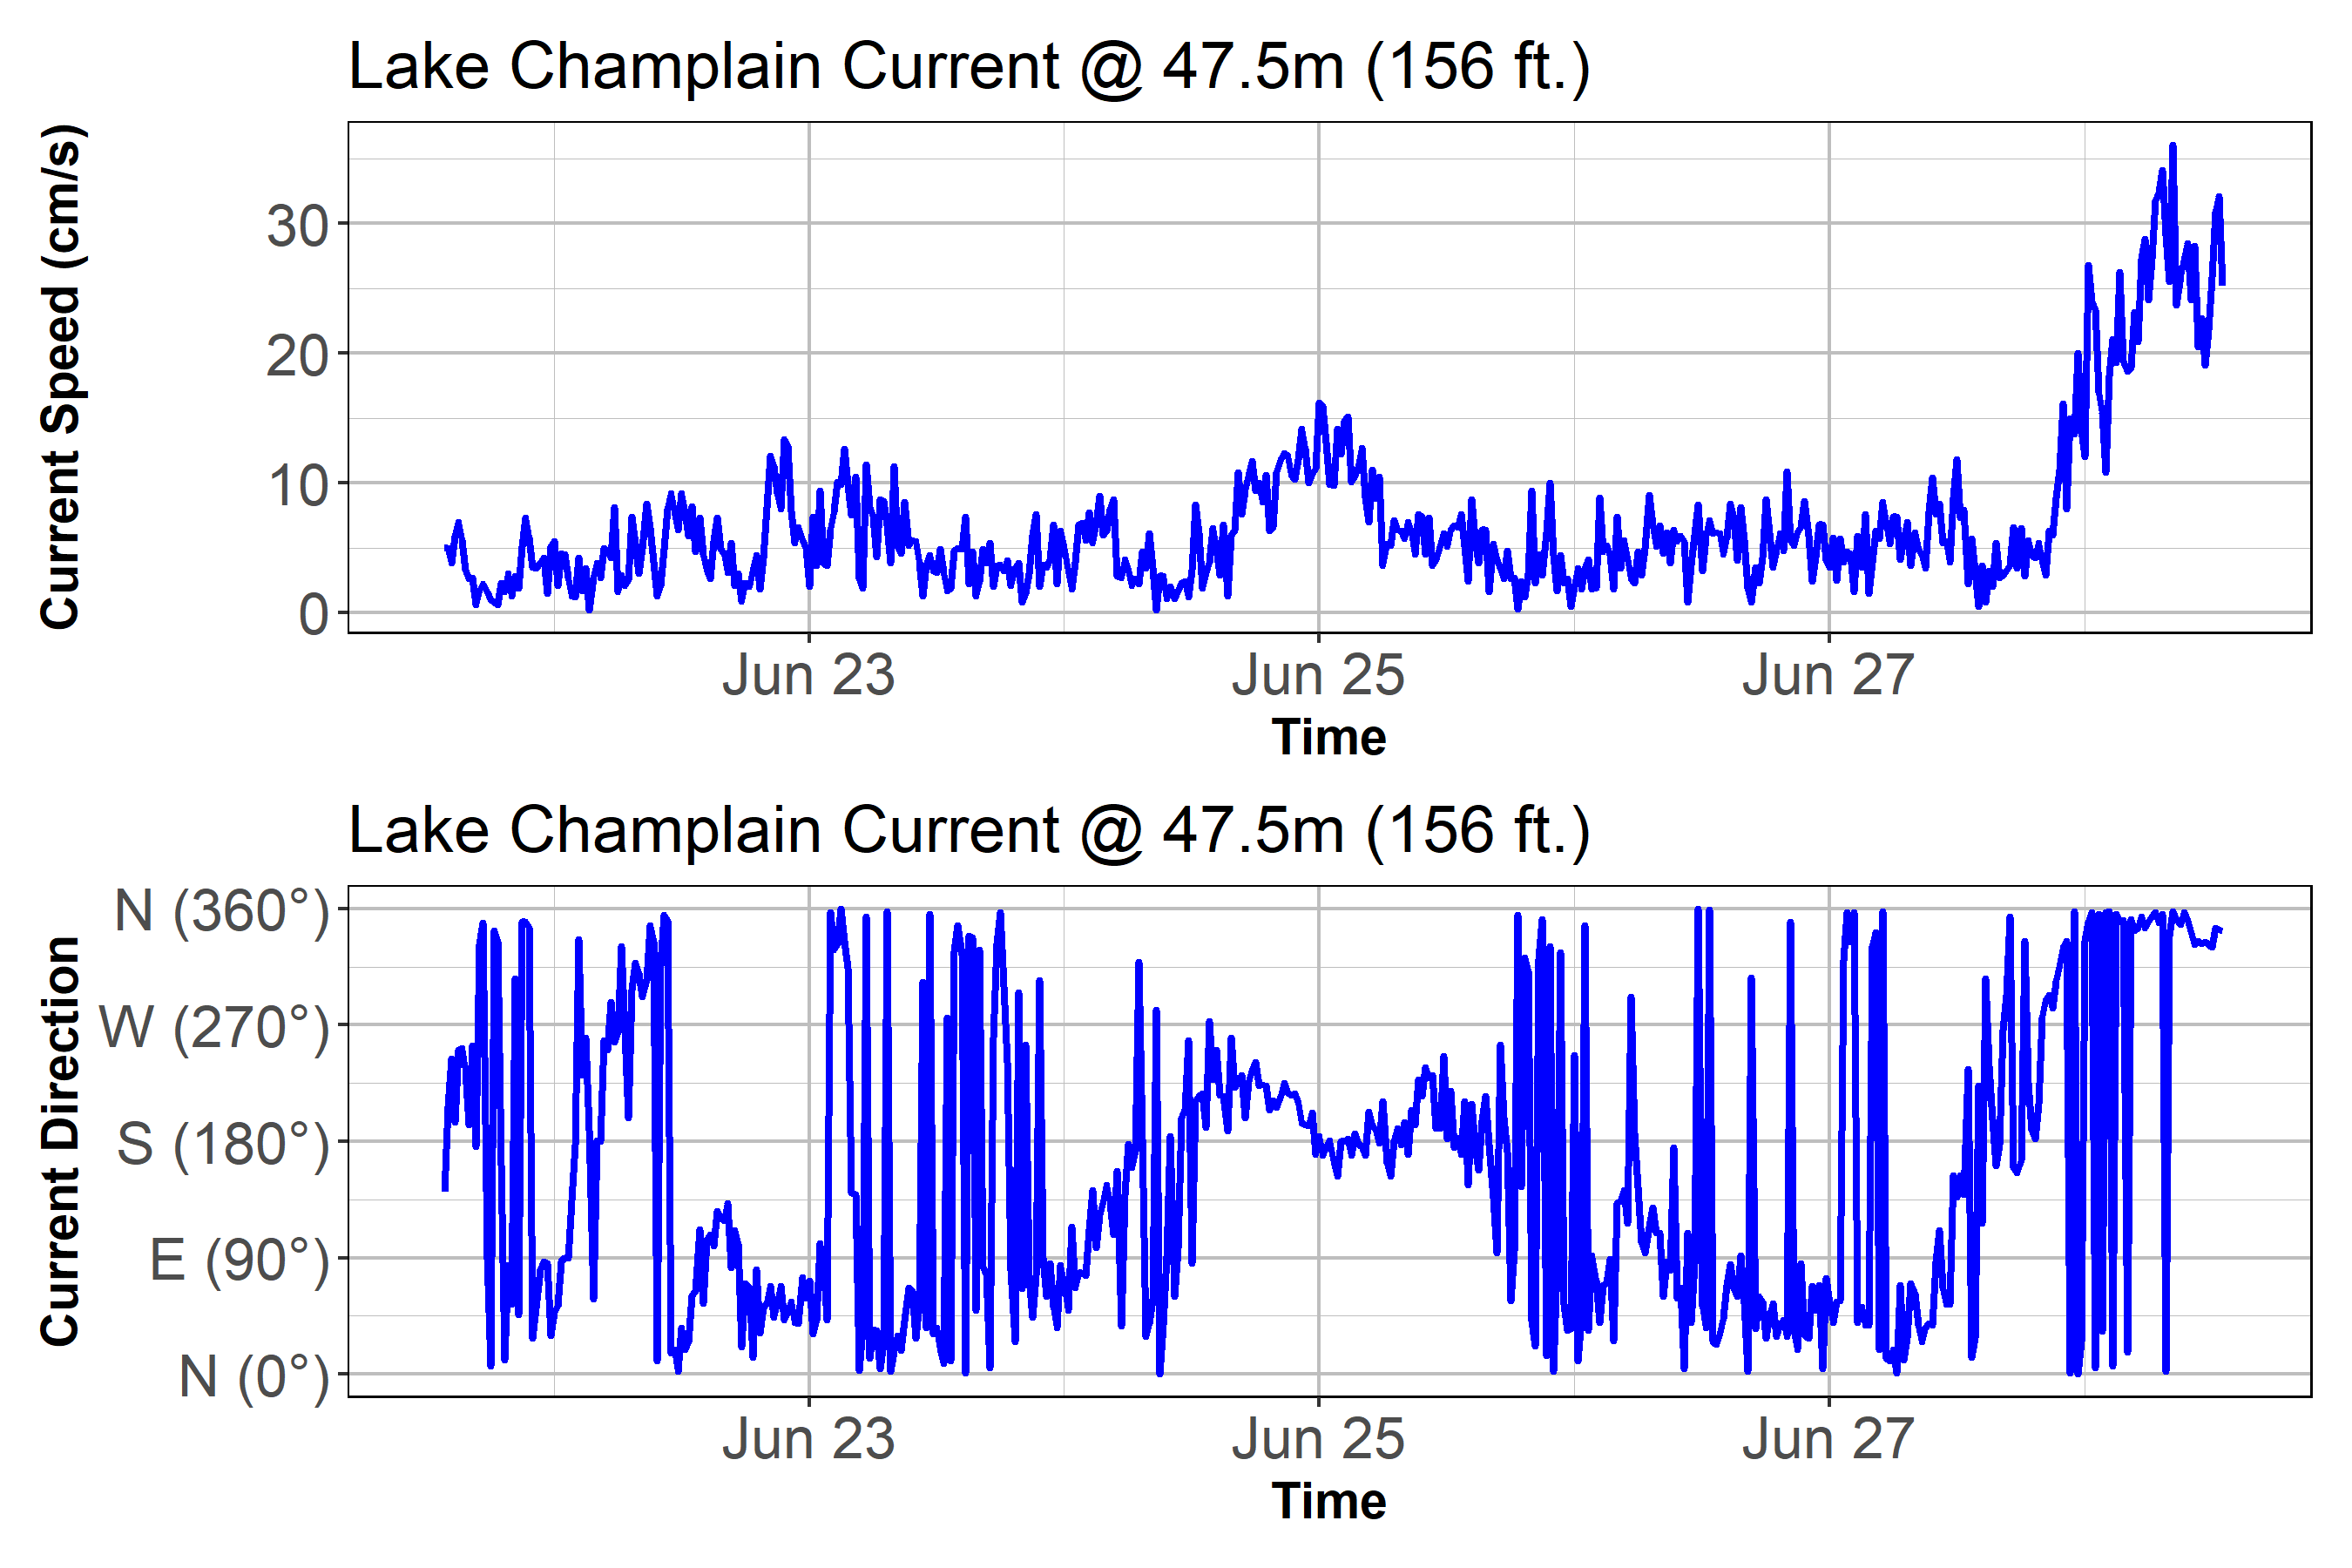 Lake Champlain Current @ 47.5m (156 ft.)
Current Speed (cm/s)
30
20
10
0
Jun 23 Jun 25 Jun 27
Time
Lake Champlain Current @ 47.5m (156 ft.)
Current Direction
N (360°)
W (270°)
S (180°)
E (90°)
N (0°)
Jun 23 Jun 25 Jun 27
Time